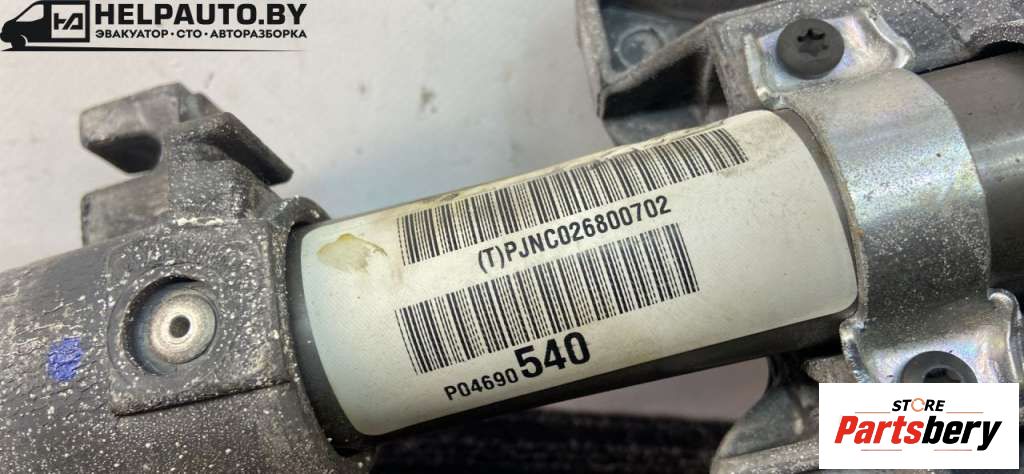 HELPAUTO.BY
ЭВАКУАТОР • СТО • АВТОРАЗБОРКА
(T)PJNC026800702
P04690540
STORE
Partsbery